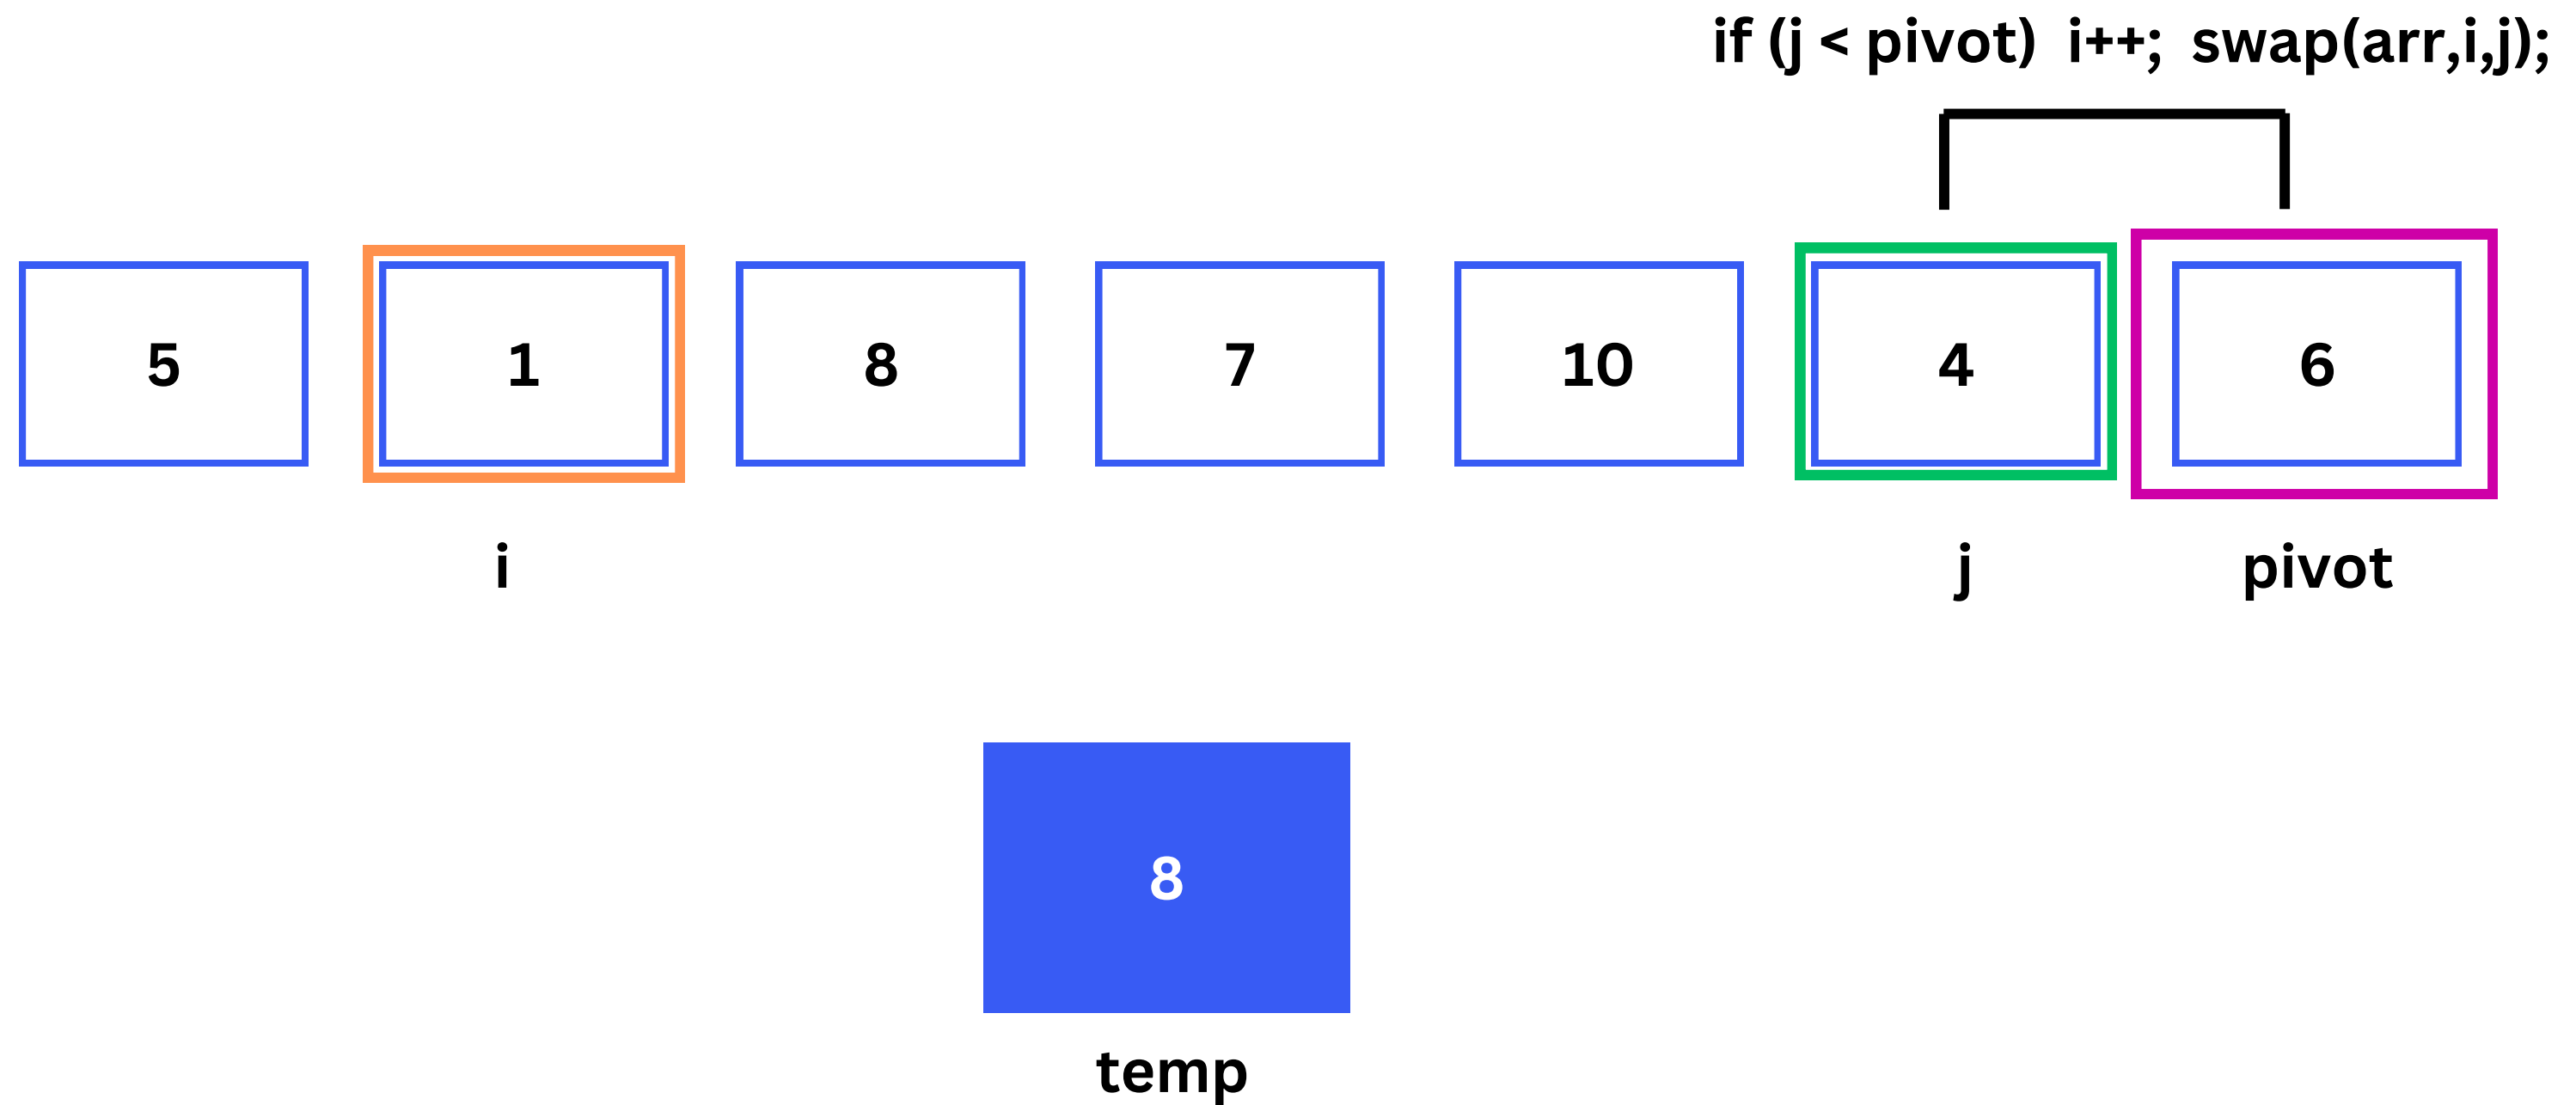 if (j < pivot)  i++;  swap(arr,i,j);
5 1 8 7 10 4 6
i j pivot
8
temp